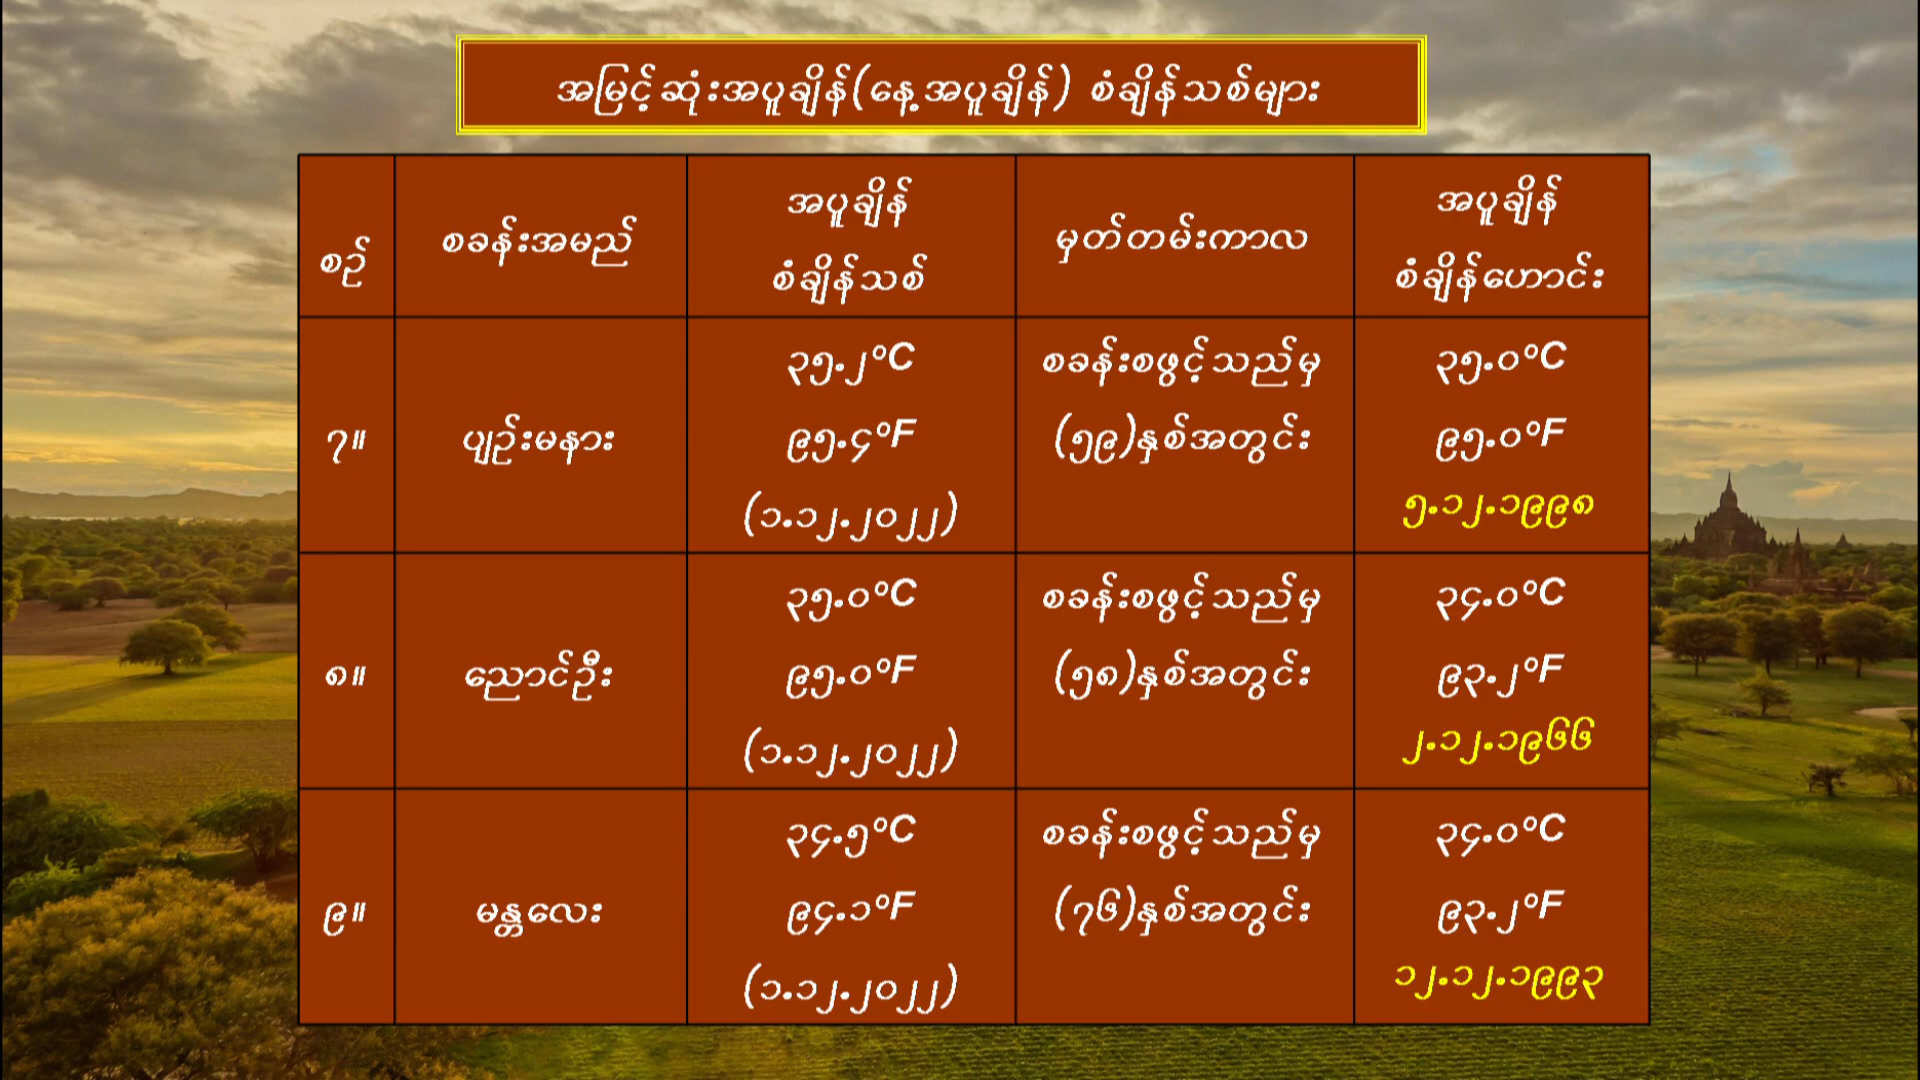 အမြင့်ဆုံးအပူချိန်(နေ့အပူချိန်) စံချိန်သစ်များ
စဉ်
စခန်းအမည်
အပူချိန်
စံချိန်သစ်
မှတ်တမ်းကာလ
အပူချိန်
စံချိန်ဟောင်း
၇။
ပျဉ်းမနား
၃၅.၂°C
၉၅.၄°F
(၁.၁၂.၂၀၂၂)
စခန်းစဖွင့်သည်မှ
(၅၉)နှစ်အတွင်း
၃၅.၀°C
၉၅.၀°F
၅.၁၂.၁၉၉၈
၈။
ညောင်ဦး
၃၅.၀°C
၉၅.၀°F
(၁.၁၂.၂၀၂၂)
စခန်းစဖွင့်သည်မှ
(၅၈)နှစ်အတွင်း
၃၄.၀°C
၉၃.၂°F
၂.၁၂.၁၉၆၆
၉။
မန္တလေး
၃၄.၅°C
၉၄.၁°F
(၁.၁၂.၂၀၂၂)
စခန်းစဖွင့်သည်မှ
(၇၆)နှစ်အတွင်း
၃၄.၀°C
၉၃.၂°F
၁၂.၁၂.၁၉၉၃